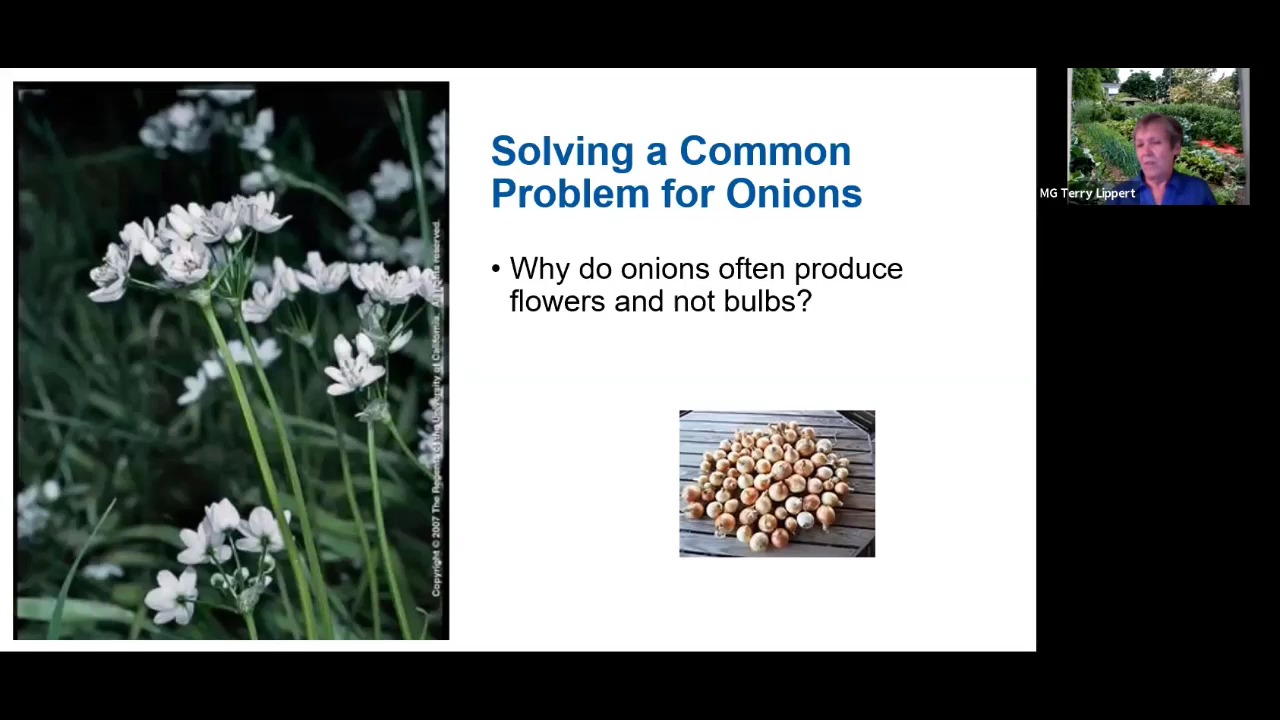 Solving a Common
Problem for Onions
• Why do onions often produce
flowers and not bulbs?
MG Terry Lippert
Copyright © 2007 The Regents of the University of California. All rights reserved.